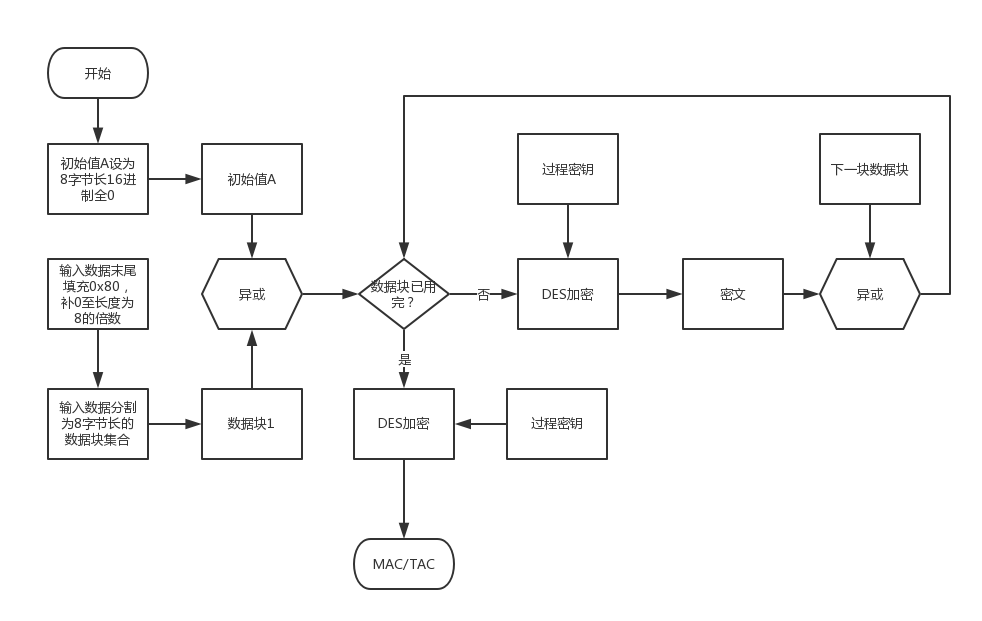 开始
初始值A设为
8字节长16进
制全0
初始值A
过程密钥
下一块数据块
输入数据末尾
填充0x80，
补0至长度为
8的倍数
异或
数据块已用
完？
否
DES加密
密文
异或
是
输入数据分割
为8字节长的
数据块集合
数据块1
DES加密
过程密钥
MAC/TAC